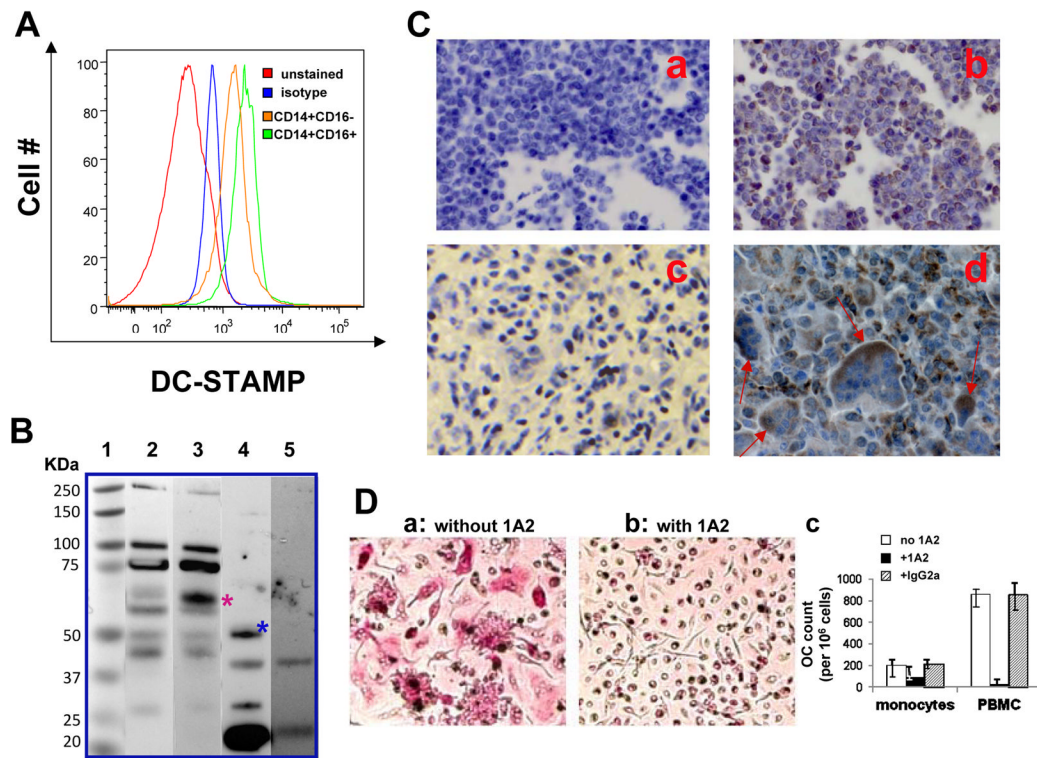 A
Cell #
100
80
60
40
20
0
unstained
isotype
CD14+CD16-
CD14+CD16+
0 10² 10³ 10⁴ 10⁵
DC-STAMP
B
KDa
1 2 3 4 5
250
150
100
75
50
37
25
20
*
*
C
a
b
c
d
D
a: without 1A2
b: with 1A2
c
no 1A2
+1A2
+IgG2a
OC count
(per 10⁶ cells)
1000
800
600
400
200
0
monocytes PBMC